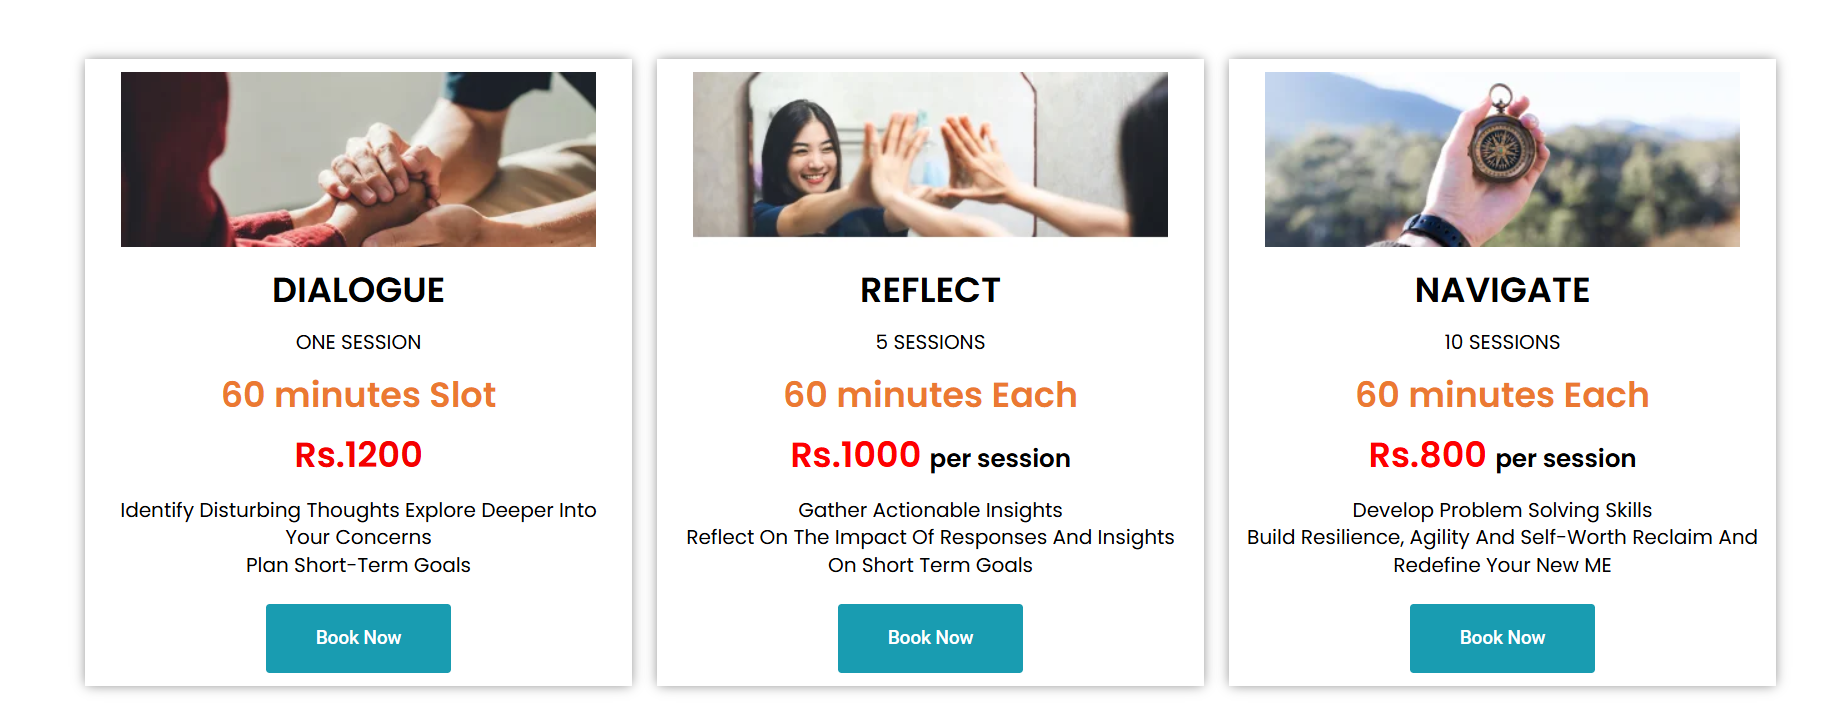 DIALOGUE
ONE SESSION
60 minutes Slot
Rs.1200
Identify Disturbing Thoughts Explore Deeper Into
Your Concerns
Plan Short-Term Goals
Book Now
REFLECT
5 SESSIONS
60 minutes Each
Rs.1000 per session
Gather Actionable Insights
Reflect On The Impact Of Responses And Insights
On Short Term Goals
Book Now
NAVIGATE
10 SESSIONS
60 minutes Each
Rs.800 per session
Develop Problem Solving Skills
Build Resilience, Agility And Self-Worth Reclaim And
Redefine Your New ME
Book Now